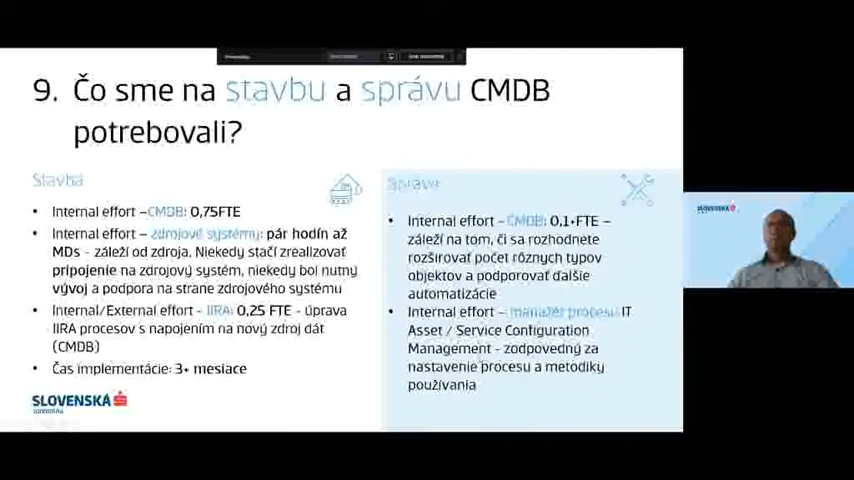 9. Čo sme na stavbu a správu CMDB
potrebovali?
Stavba
• Internal effort –CMDB: 0,75FTE
• Internal effort – zdrojové systémy: pár hodín až
MDs - záleží od zdroja. Niekedy stačí zrealizovať
pripojenie na zdrojový systém, niekedy bol nutný
vývoj a podpora na strane zdrojového systému
• Internal/External effort - JIRA: 0,25 FTE - úprava
JIRA procesov s napojením na nový zdroj dát
(CMDB)
• Čas implementácie: 3+ mesiace
Správa
• Internal effort – CMDB: 0,1+FTE –
záleží na tom, či sa rozhodnete
rozširovať počet rôznych typov
objektov a podporovať ďalšie
automatizácie
• Internal effort – manažér procesu IT
Asset / Service Configuration
Management - zodpovedný za
nastavenie procesu a metodiky
používania
SLOVENSKÁ
sporiteľňa
SLOVENSKÁ